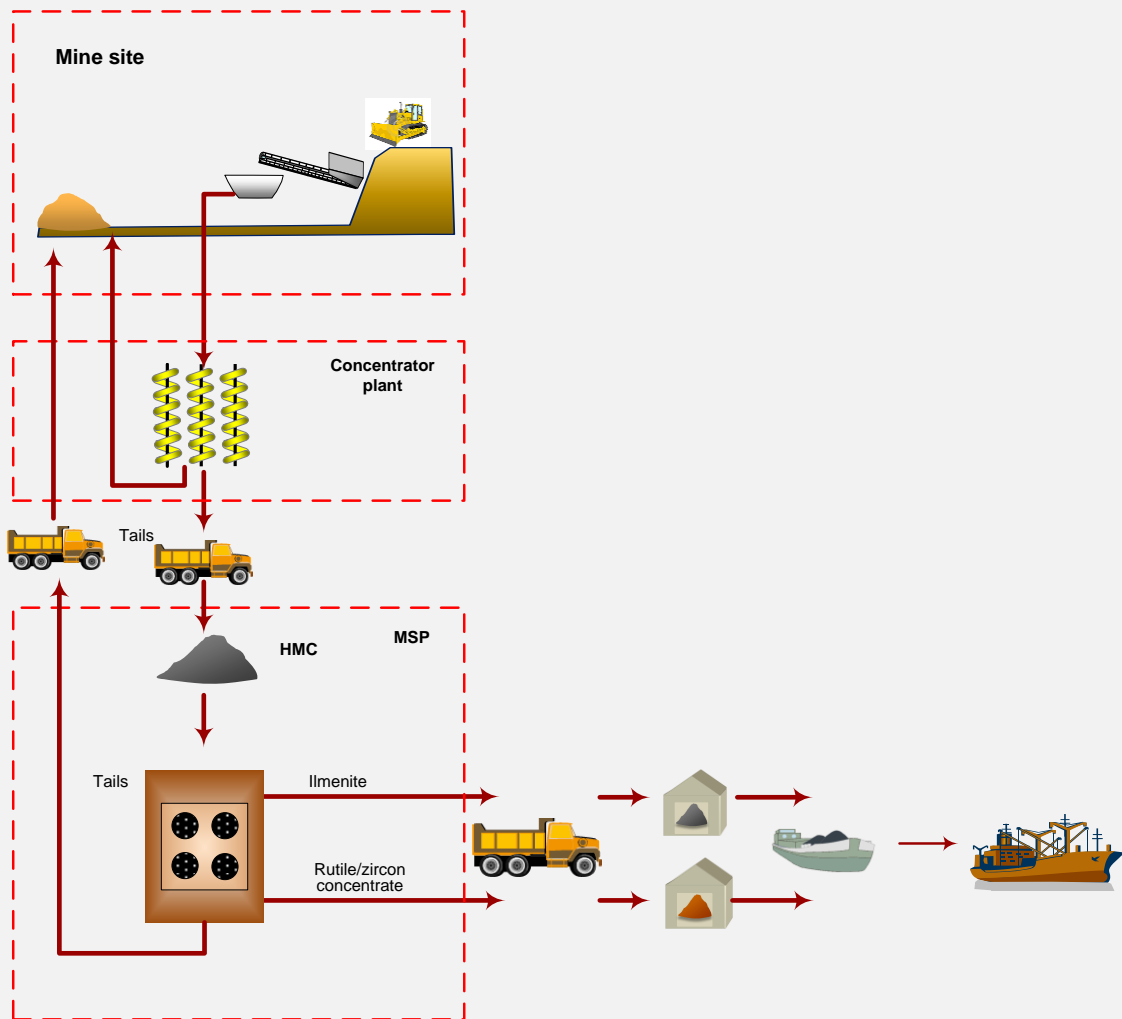 Mine site
Concentrator
plant
Tails
MSP
HMC
Tails
Ilmenite
Rutile/zircon
concentrate